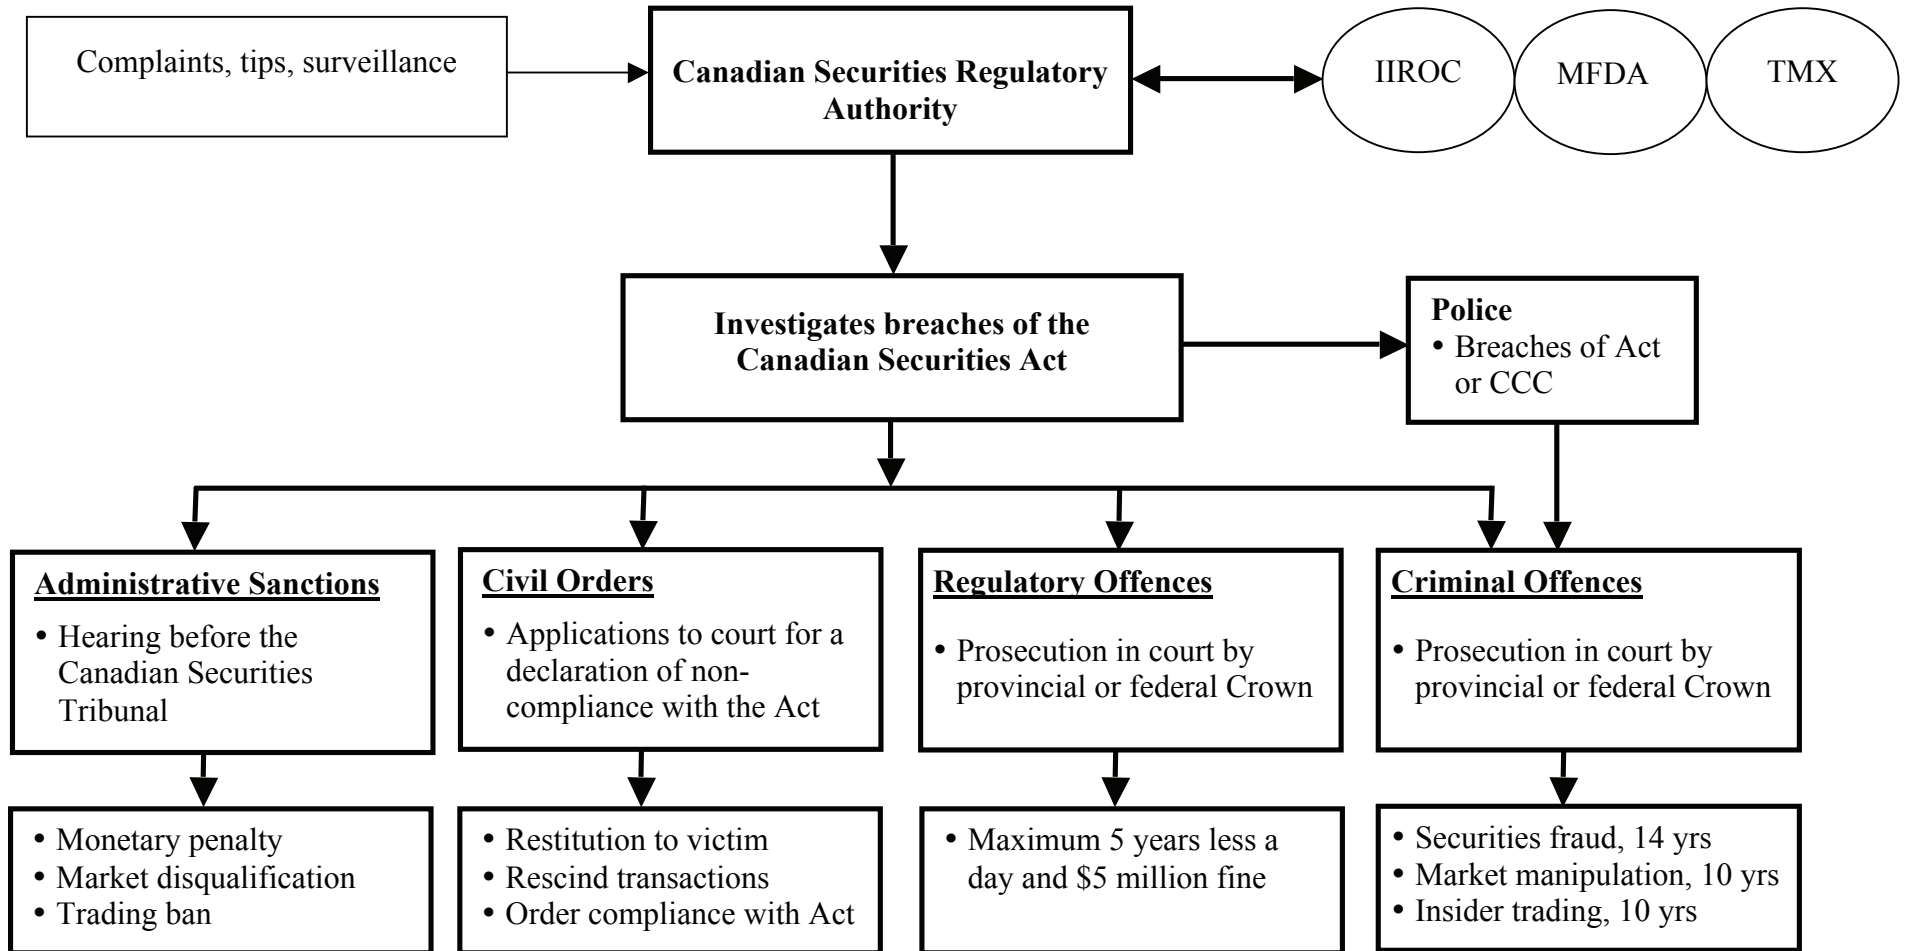 Complaints, tips, surveillance
Canadian Securities Regulatory
Authority
IIROC
MFDA
TMX
Investigates breaches of the
Canadian Securities Act
Police
• Breaches of Act
or CCC
Administrative Sanctions
• Hearing before the
Canadian Securities
Tribunal
Civil Orders
• Applications to court for a
declaration of non-
compliance with the Act
Regulatory Offences
• Prosecution in court by
provincial or federal Crown
Criminal Offences
• Prosecution in court by
provincial or federal Crown
• Monetary penalty
• Market disqualification
• Trading ban
• Restitution to victim
• Rescind transactions
• Order compliance with Act
• Maximum 5 years less a
day and $5 million fine
• Securities fraud, 14 yrs
• Market manipulation, 10 yrs
• Insider trading, 10 yrs